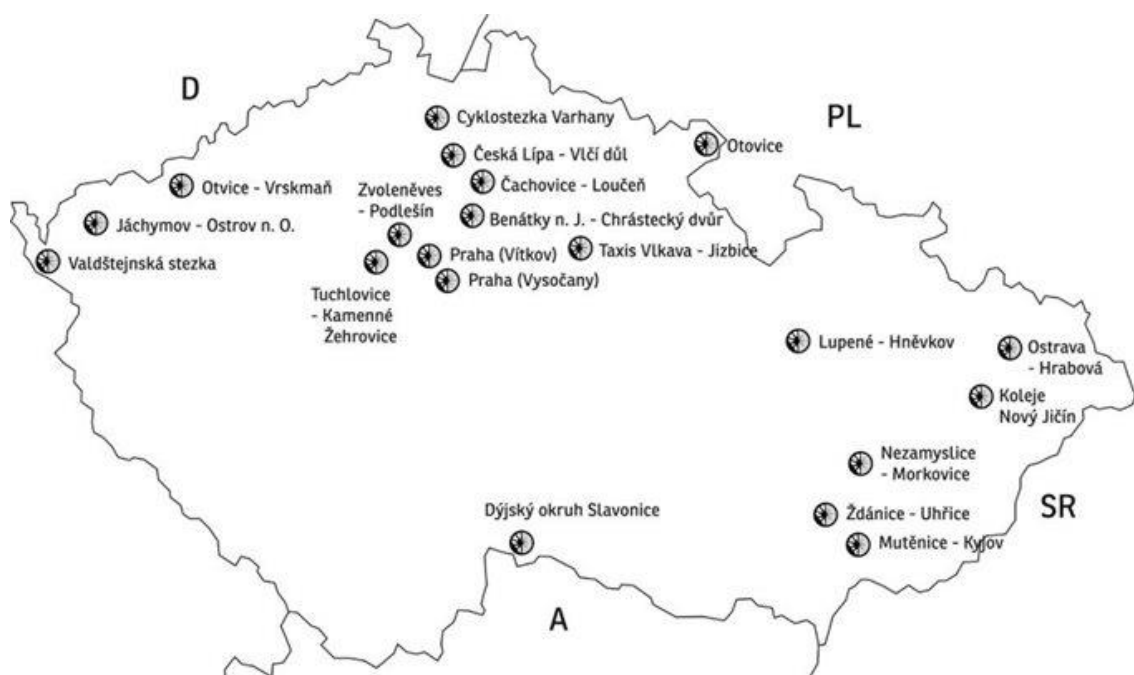 D
PL
Cyklostezka Varhany
Otovice
Česká Lípa - Vlčí důl
Otvice - Vrskmaň
Čachovice - Loučeň
Zvoleněves
- Podlešín
Jáchymov - Ostrov n. O.
Benátky n. J. - Chrástecký dvůr
Valdštejnská stezka
Praha (Vítkov)
Taxis Vlkava - Jizbice
Praha (Vysočany)
Tuchlovice
- Kamenné
Žehrovice
Lupené - Hněvkov
Ostrava
- Hrabová
Koleje
Nový Jičín
Nezamyslice
- Morkovice
SR
Dýjský okruh Slavonice
Ždánice - Uhřice
Mutěnice - Kyjov
A